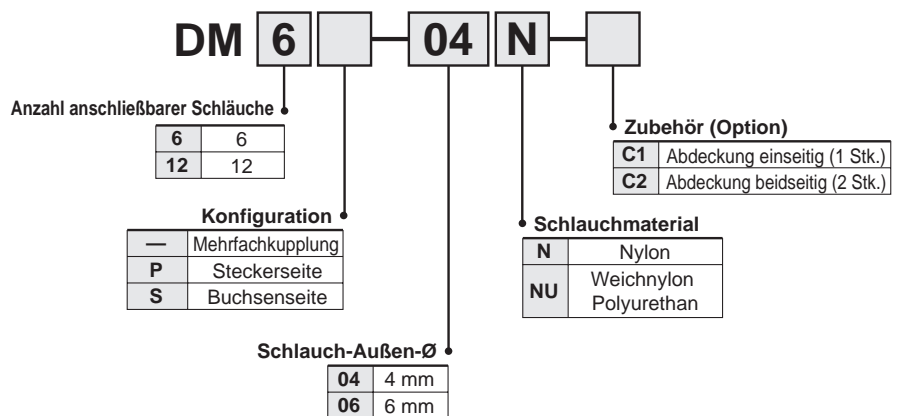 DM 6 — 04 N —
Anzahl anschließbarer Schläuche
6 6
12 12
Zubehör (Option)
C1 Abdeckung einseitig (1 Stk.)
C2 Abdeckung beidseitig (2 Stk.)
Konfiguration
— Mehrfachkupplung
P Steckerseite
S Buchsenseite
Schlauchmaterial
N Nylon
NU Weichnylon
Polyurethan
Schlauch-Außen-Ø
04 4 mm
06 6 mm